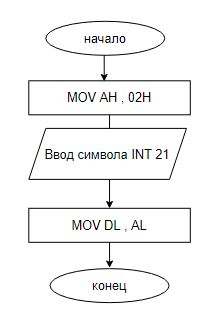 начало
MOV AH , 02H
Ввод символа INT 21
MOV DL , AL
конец